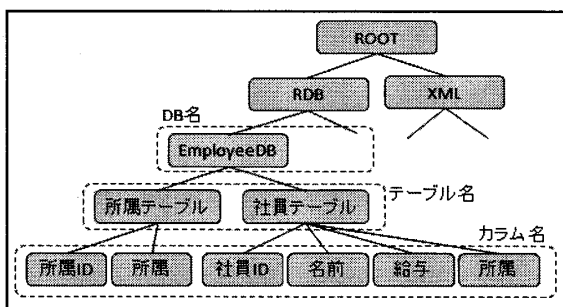 ROOT
RDB
XML
DB名
EmployeeDB
所属テーブル
社員テーブル
テーブル名
カラム名
所属ID
所属
社員ID
名前
給与
所属